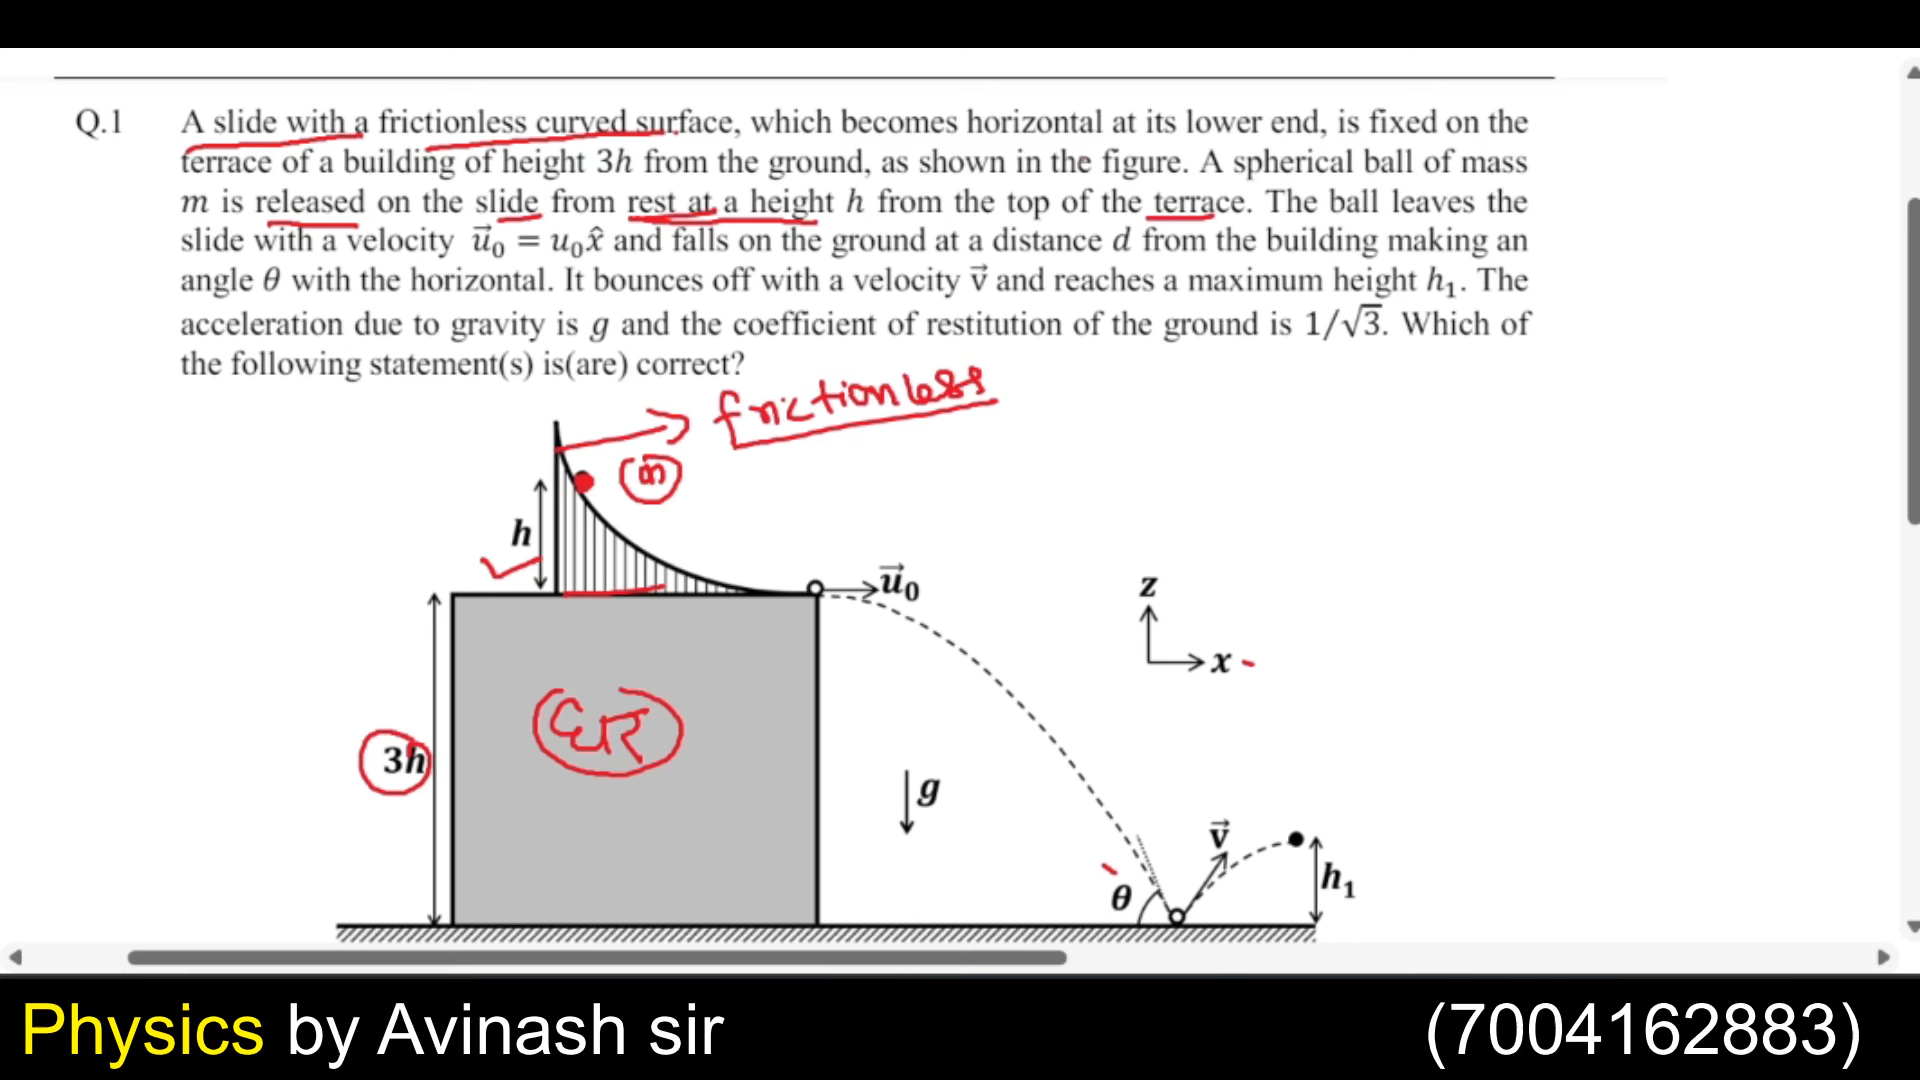 Q.1 A slide with a frictionless curved surface, which becomes horizontal at its lower end, is fixed on the
terrace of a building of height 3h from the ground, as shown in the figure. A spherical ball of mass
m is released on the slide from rest at a height h from the top of the terrace. The ball leaves the
slide with a velocity u⃗₀ = u₀x̂ and falls on the ground at a distance d from the building making an
angle θ with the horizontal. It bounces off with a velocity v⃗ and reaches a maximum height h₁. The
acceleration due to gravity is g and the coefficient of restitution of the ground is 1/√3. Which of
the following statement(s) is(are) correct?
frictionless
m
h
u⃗₀
z
x
घर
3h
g
v⃗
θ
h₁
Physics by Avinash sir (7004162883)